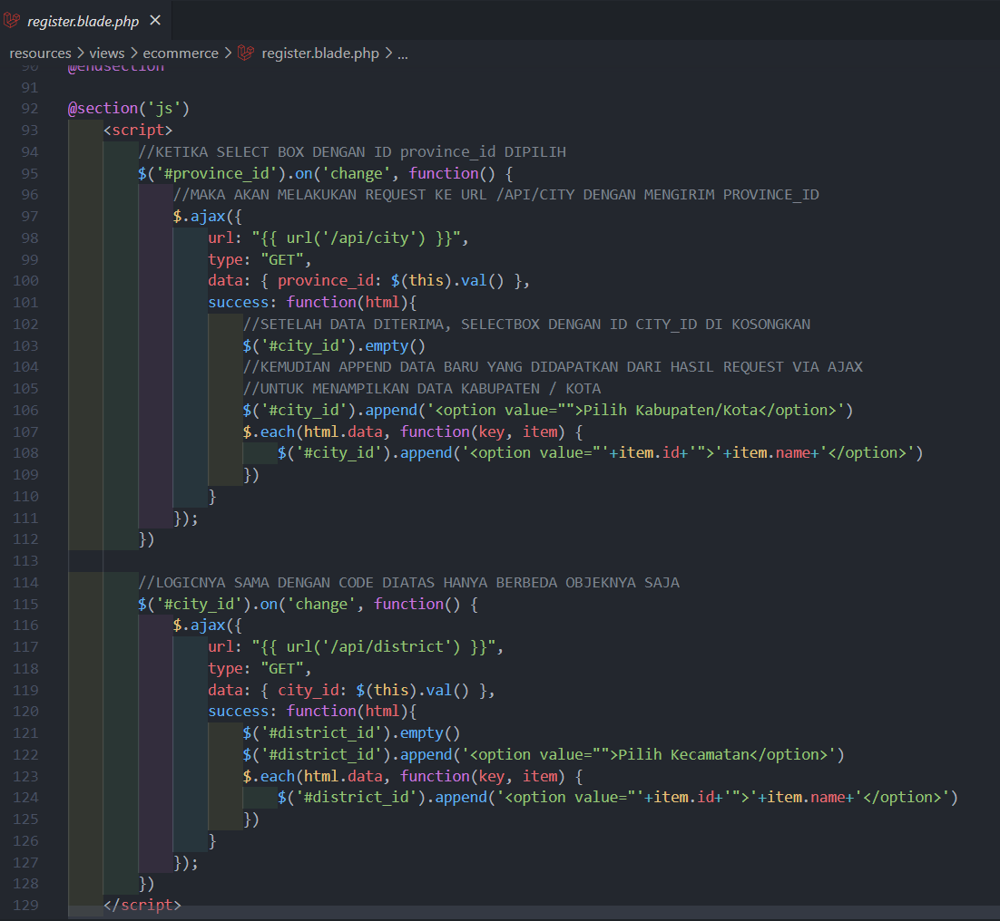 register.blade.php ×
resources > views > ecommerce > register.blade.php > ...
90 @endsection
91
92 @section('js')
93     <script>
94         //KETIKA SELECT BOX DENGAN ID province_id DIPILIH
95         $('#province_id').on('change', function() {
96             //MAKA AKAN MELAKUKAN REQUEST KE URL /API/CITY DENGAN MENGIRIM PROVINCE_ID
97             $.ajax({
98                 url: "{{ url('/api/city') }}",
99                 type: "GET",
100                 data: { province_id: $(this).val() },
101                 success: function(html){
102                     //SETELAH DATA DITERIMA, SELECTBOX DENGAN ID CITY_ID DI KOSONGKAN
103                     $('#city_id').empty()
104                     //KEMUDIAN APPEND DATA BARU YANG DIDAPATKAN DARI HASIL REQUEST VIA AJAX
105                     //UNTUK MENAMPILKAN DATA KABUPATEN / KOTA
106                     $('#city_id').append('<option value="">Pilih Kabupaten/Kota</option>')
107                     $.each(html.data, function(key, item) {
108                         $('#city_id').append('<option value="'+item.id+'">'+item.name+'</option>')
109                     })
110                 }
111             });
112         })
113
114         //LOGICNYA SAMA DENGAN CODE DIATAS HANYA BERBEDA OBJEKNYA SAJA
115         $('#city_id').on('change', function() {
116             $.ajax({
117                 url: "{{ url('/api/district') }}",
118                 type: "GET",
119                 data: { city_id: $(this).val() },
120                 success: function(html){
121                     $('#district_id').empty()
122                     $('#district_id').append('<option value="">Pilih Kecamatan</option>')
123                     $.each(html.data, function(key, item) {
124                         $('#district_id').append('<option value="'+item.id+'">'+item.name+'</option>')
125                     })
126                 }
127             });
128         })
129     </script>